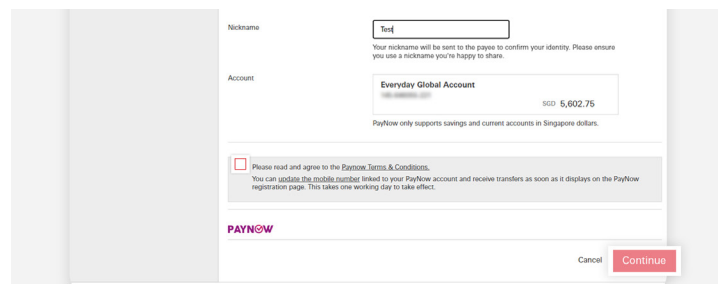 Nickname
Test
Your nickname will be sent to the payee to confirm your identity. Please ensure
you use a nickname you're happy to share.
Account
Everyday Global Account
SGD 5,602.75
PayNow only supports savings and current accounts in Singapore dollars.
Please read and agree to the Paynow Terms & Conditions.
You can update the mobile number linked to your PayNow account and receive transfers as soon as it displays on the PayNow
registration page. This takes one working day to take effect.
PAYNOW
Cancel
Continue